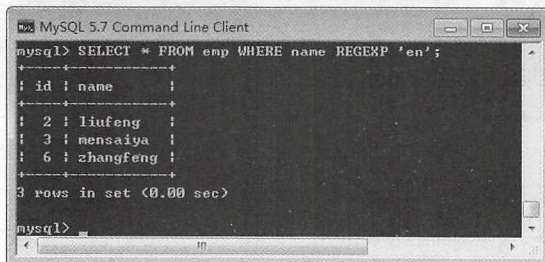 MySQL 5.7 Command Line Client
mysql> SELECT * FROM emp WHERE name REGEXP 'en';
+----+-----------+
| id | name      |
+----+-----------+
|  2 | liufeng   |
|  3 | mensaiya  |
|  6 | zhangfeng |
+----+-----------+
3 rows in set (0.00 sec)
mysql>